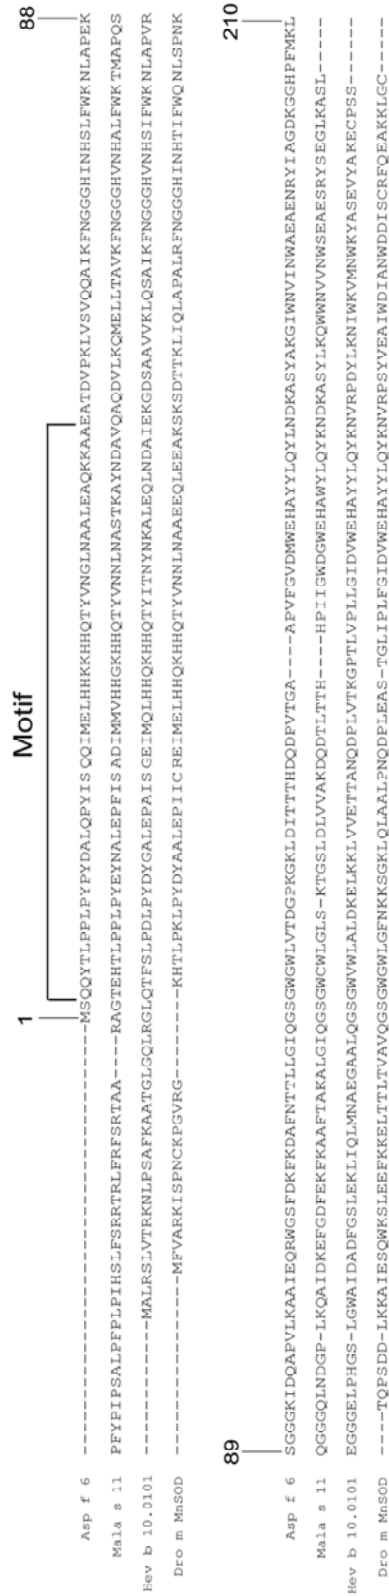 Motif
1
88
Asp f 6 --------------------------------------MSQQYTLPPLPYPYDALQPYISQQIMELHHKKHHQTYVNGLNAALEAQKKAAEATDVPKLVSVQQAIKFNGGGHINHSLFWKNLAPEK
Mala s 11 PFYPIPSALPFPLPIHSLFSRRTRLFRFSRTAA----RAGTEHTLPPLPYEYNALEPFISADIMMVHHGKHHQTYVNNLNASTKAYNDAVQAQDVLKQMELLTAVKFNGGGHVNHALFWKTMAPQS
Hev b 10.0101 ------------MALRSLVTRKNLPSAFKAATGLGQLRGLQTFSLPDLPYDYGALEPAISGEIMQLHHQKHHQTYITNYNKALEQLNDAIEKGDSAAVVKLQSAIKFNGGGHVNHSIFWKNLAPVR
Dro m MnSOD -----------------MFVARKISPNCKPGVRG-------KHTLPKLPYDYAALEPIICREIMELHHQKHHQTYVNNLNAAEEQLEEAKSKSDTTKLIQLAPALRFNGGGHINHTIFWQNLSPNK
89
210
Asp f 6 SGGGKIDQAPVLKAAIEQRWGSFDKFKDAFNTTLLGIQGSGWGWLVTDGPKGKLDITTTHDQDPVTGA----APVFGVDMWEHAYYLQYLNDKASYAKGIWNVINWAEAENRYIAGDKGGHPFMKL
Mala s 11 QGGGQLNDGP-LKQAIDKEFGDFEKFKAAFTAKALGIQGSGWCWLGLS-KTGSLDLVVAKDQDTLTTH----HPIIGWDGWEHAWYLQYKNDKASYLKQWWNVVNWSEAESRYSEGLKASL-----
Hev b 10.0101 EGGGELPHGS-LGWAIDADFGSLEKLIQLMNAEGAALQGSGWVWLALDKELKKLVVETTANQDPLVTKGPTLVPLLGIDVWEHAYYLQYKNVRPDYLKNIWKVMNWKYASEVYAKECPSS------
Dro m MnSOD ----TQPSDD-LKKAIESQWKSLEEFKKELTTLTVAVQGSGWGWLGFNKKSGKLQLAALPNQDPLEAS-TGLIPLFGIDVWEHAYYLQYKNVRPSYVEAIWDIANWDDISCRFQEAKKLGC-----